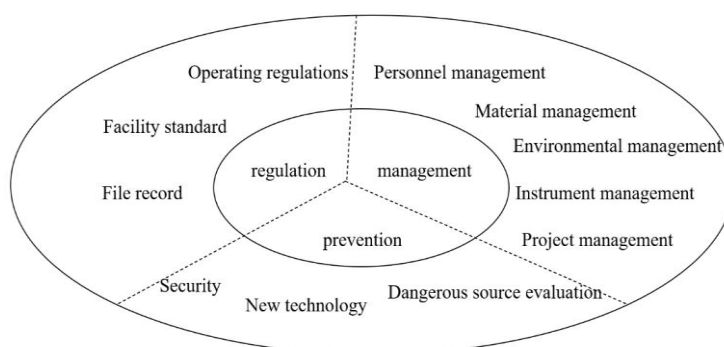 Operating regulations
Personnel management
Facility standard
Material management
Environmental management
regulation
management
File record
Instrument management
prevention
Project management
Security
New technology
Dangerous source evaluation